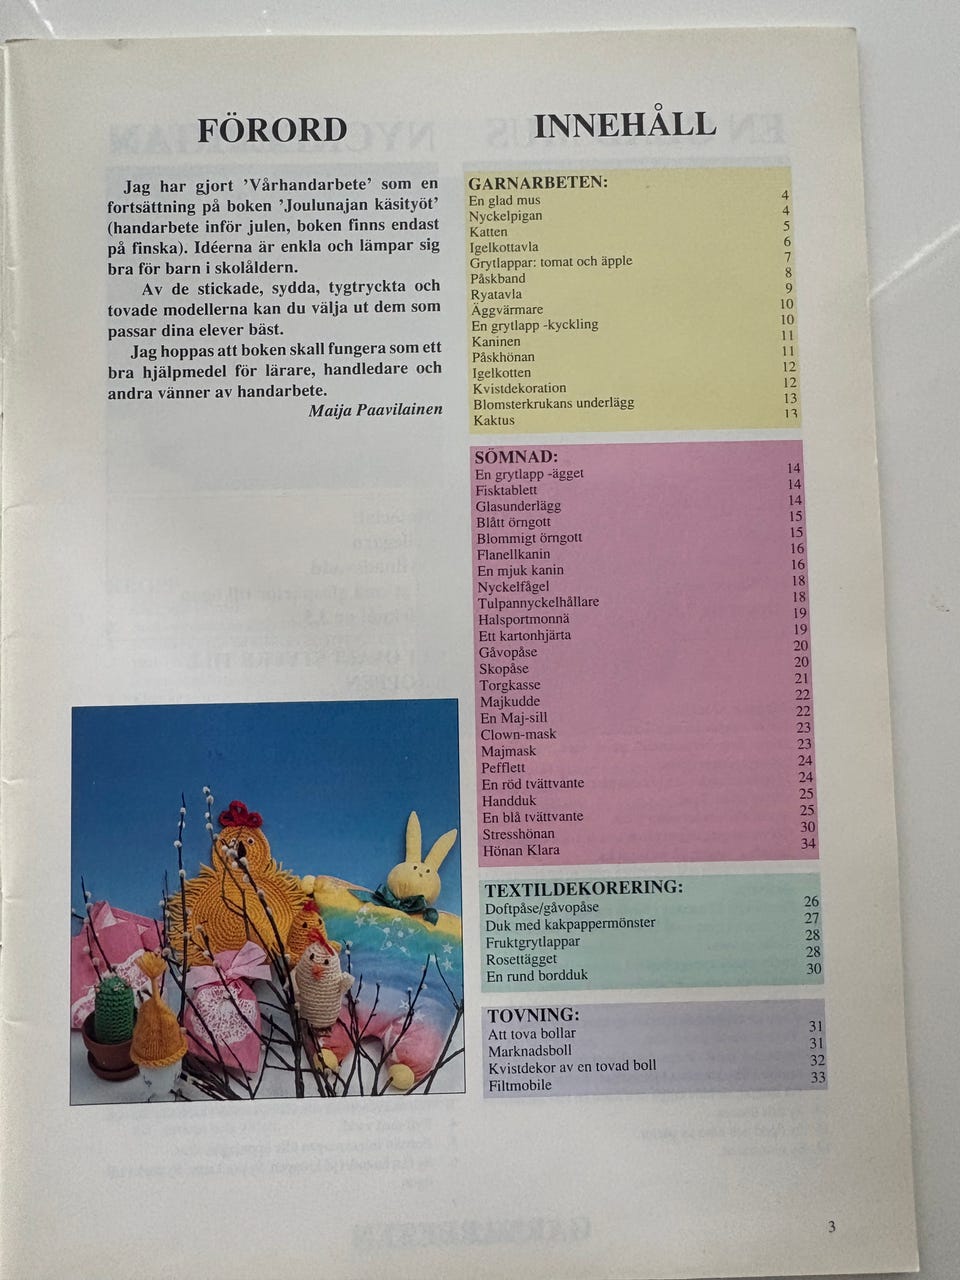 FÖRORD
Jag har gjort ’Vårhandarbete’ som en
fortsättning på boken ’Joulunajan käsityöt’
(handarbete inför julen, boken finns endast
på finska). Idéerna är enkla och lämpar sig
bra för barn i skolåldern.
Av de stickade, sydda, tygtryckta och
tovade modellerna kan du välja ut dem som
passar dina elever bäst.
Jag hoppas att boken skall fungera som ett
bra hjälpmedel för lärare, handledare och
andra vänner av handarbete.
Maija Paavilainen
INNEHÅLL
GARNARBETEN:
En glad mus 4
Nyckelpigan 4
Katten 5
Igelkottavla 6
Grytlappar: tomat och äpple 7
Påskband 8
Ryatavla 9
Äggvärmare 10
En grytlapp -kyckling 10
Kaninen 11
Påskhönan 11
Igelkotten 12
Kvistdekoration 12
Blomsterkrukans underlägg 13
Kaktus 13
SÖMNAD:
En grytlapp -ägget 14
Fisktablett 14
Glasunderlägg 14
Blått örngott 15
Blommigt örngott 15
Flanellkanin 16
En mjuk kanin 16
Nyckelfågel 18
Tulpannyckelhållare 18
Halsportmonnä 19
Ett kartonhjärta 19
Gåvopåse 20
Skopåse 20
Torgkasse 21
Majkudde 22
En Maj-sill 22
Clown-mask 23
Majmask 23
Pefflett 24
En röd tvättvante 24
Handduk 25
En blå tvättvante 25
Stresshönan 30
Hönan Klara 34
TEXTILDEKORERING:
Doftpåse/gåvopåse 26
Duk med kakpappermönster 27
Fruktgrytlappar 28
Rosettägget 28
En rund bordduk 30
TOVNING:
Att tova bollar 31
Marknadsboll 31
Kvistdekor av en tovad boll 32
Filtmobile 33
3